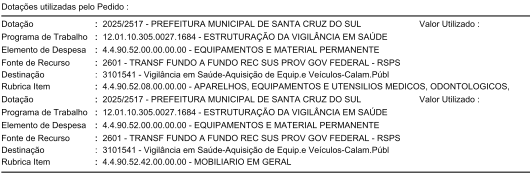 Dotações utilizadas pelo Pedido :
Dotação : 2025/2517 - PREFEITURA MUNICIPAL DE SANTA CRUZ DO SUL Valor Utilizado :
Programa de Trabalho : 12.01.10.305.0027.1684 - ESTRUTURAÇÃO DA VIGILÂNCIA EM SAÚDE
Elemento de Despesa : 4.4.90.52.00.00.00.00 - EQUIPAMENTOS E MATERIAL PERMANENTE
Fonte de Recurso : 2601 - TRANSF FUNDO A FUNDO REC SUS PROV GOV FEDERAL - RSPS
Destinação : 3101541 - Vigilância em Saúde-Aquisição de Equip.e Veículos-Calam.Públ
Rubrica Item : 4.4.90.52.08.00.00.00 - APARELHOS, EQUIPAMENTOS E UTENSILIOS MEDICOS, ODONTOLOGICOS,
Dotação : 2025/2517 - PREFEITURA MUNICIPAL DE SANTA CRUZ DO SUL Valor Utilizado :
Programa de Trabalho : 12.01.10.305.0027.1684 - ESTRUTURAÇÃO DA VIGILÂNCIA EM SAÚDE
Elemento de Despesa : 4.4.90.52.00.00.00.00 - EQUIPAMENTOS E MATERIAL PERMANENTE
Fonte de Recurso : 2601 - TRANSF FUNDO A FUNDO REC SUS PROV GOV FEDERAL - RSPS
Destinação : 3101541 - Vigilância em Saúde-Aquisição de Equip.e Veículos-Calam.Públ
Rubrica Item : 4.4.90.52.42.00.00.00 - MOBILIARIO EM GERAL